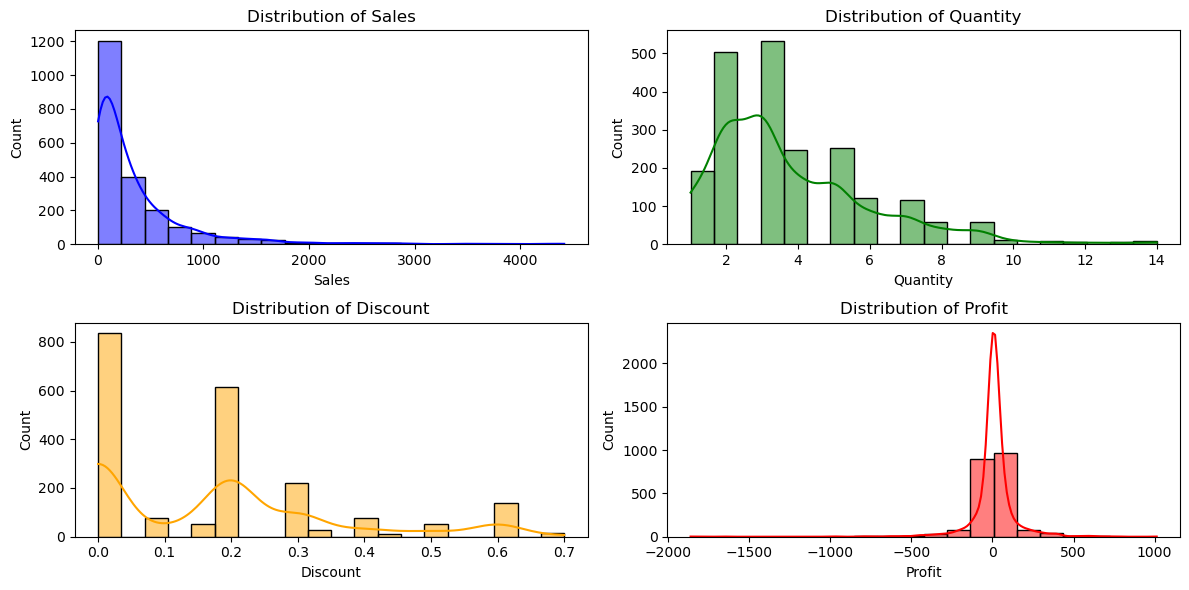 Distribution of Sales
1200
1000
800
600
400
200
0
Count
0 1000 2000 3000 4000
Sales
Distribution of Quantity
500
400
300
200
100
0
Count
2 4 6 8 10 12 14
Quantity
Distribution of Discount
800
600
400
200
0
Count
0.0 0.1 0.2 0.3 0.4 0.5 0.6 0.7
Discount
Distribution of Profit
2000
1500
1000
500
0
Count
−2000 −1500 −1000 −500 0 500 1000
Profit